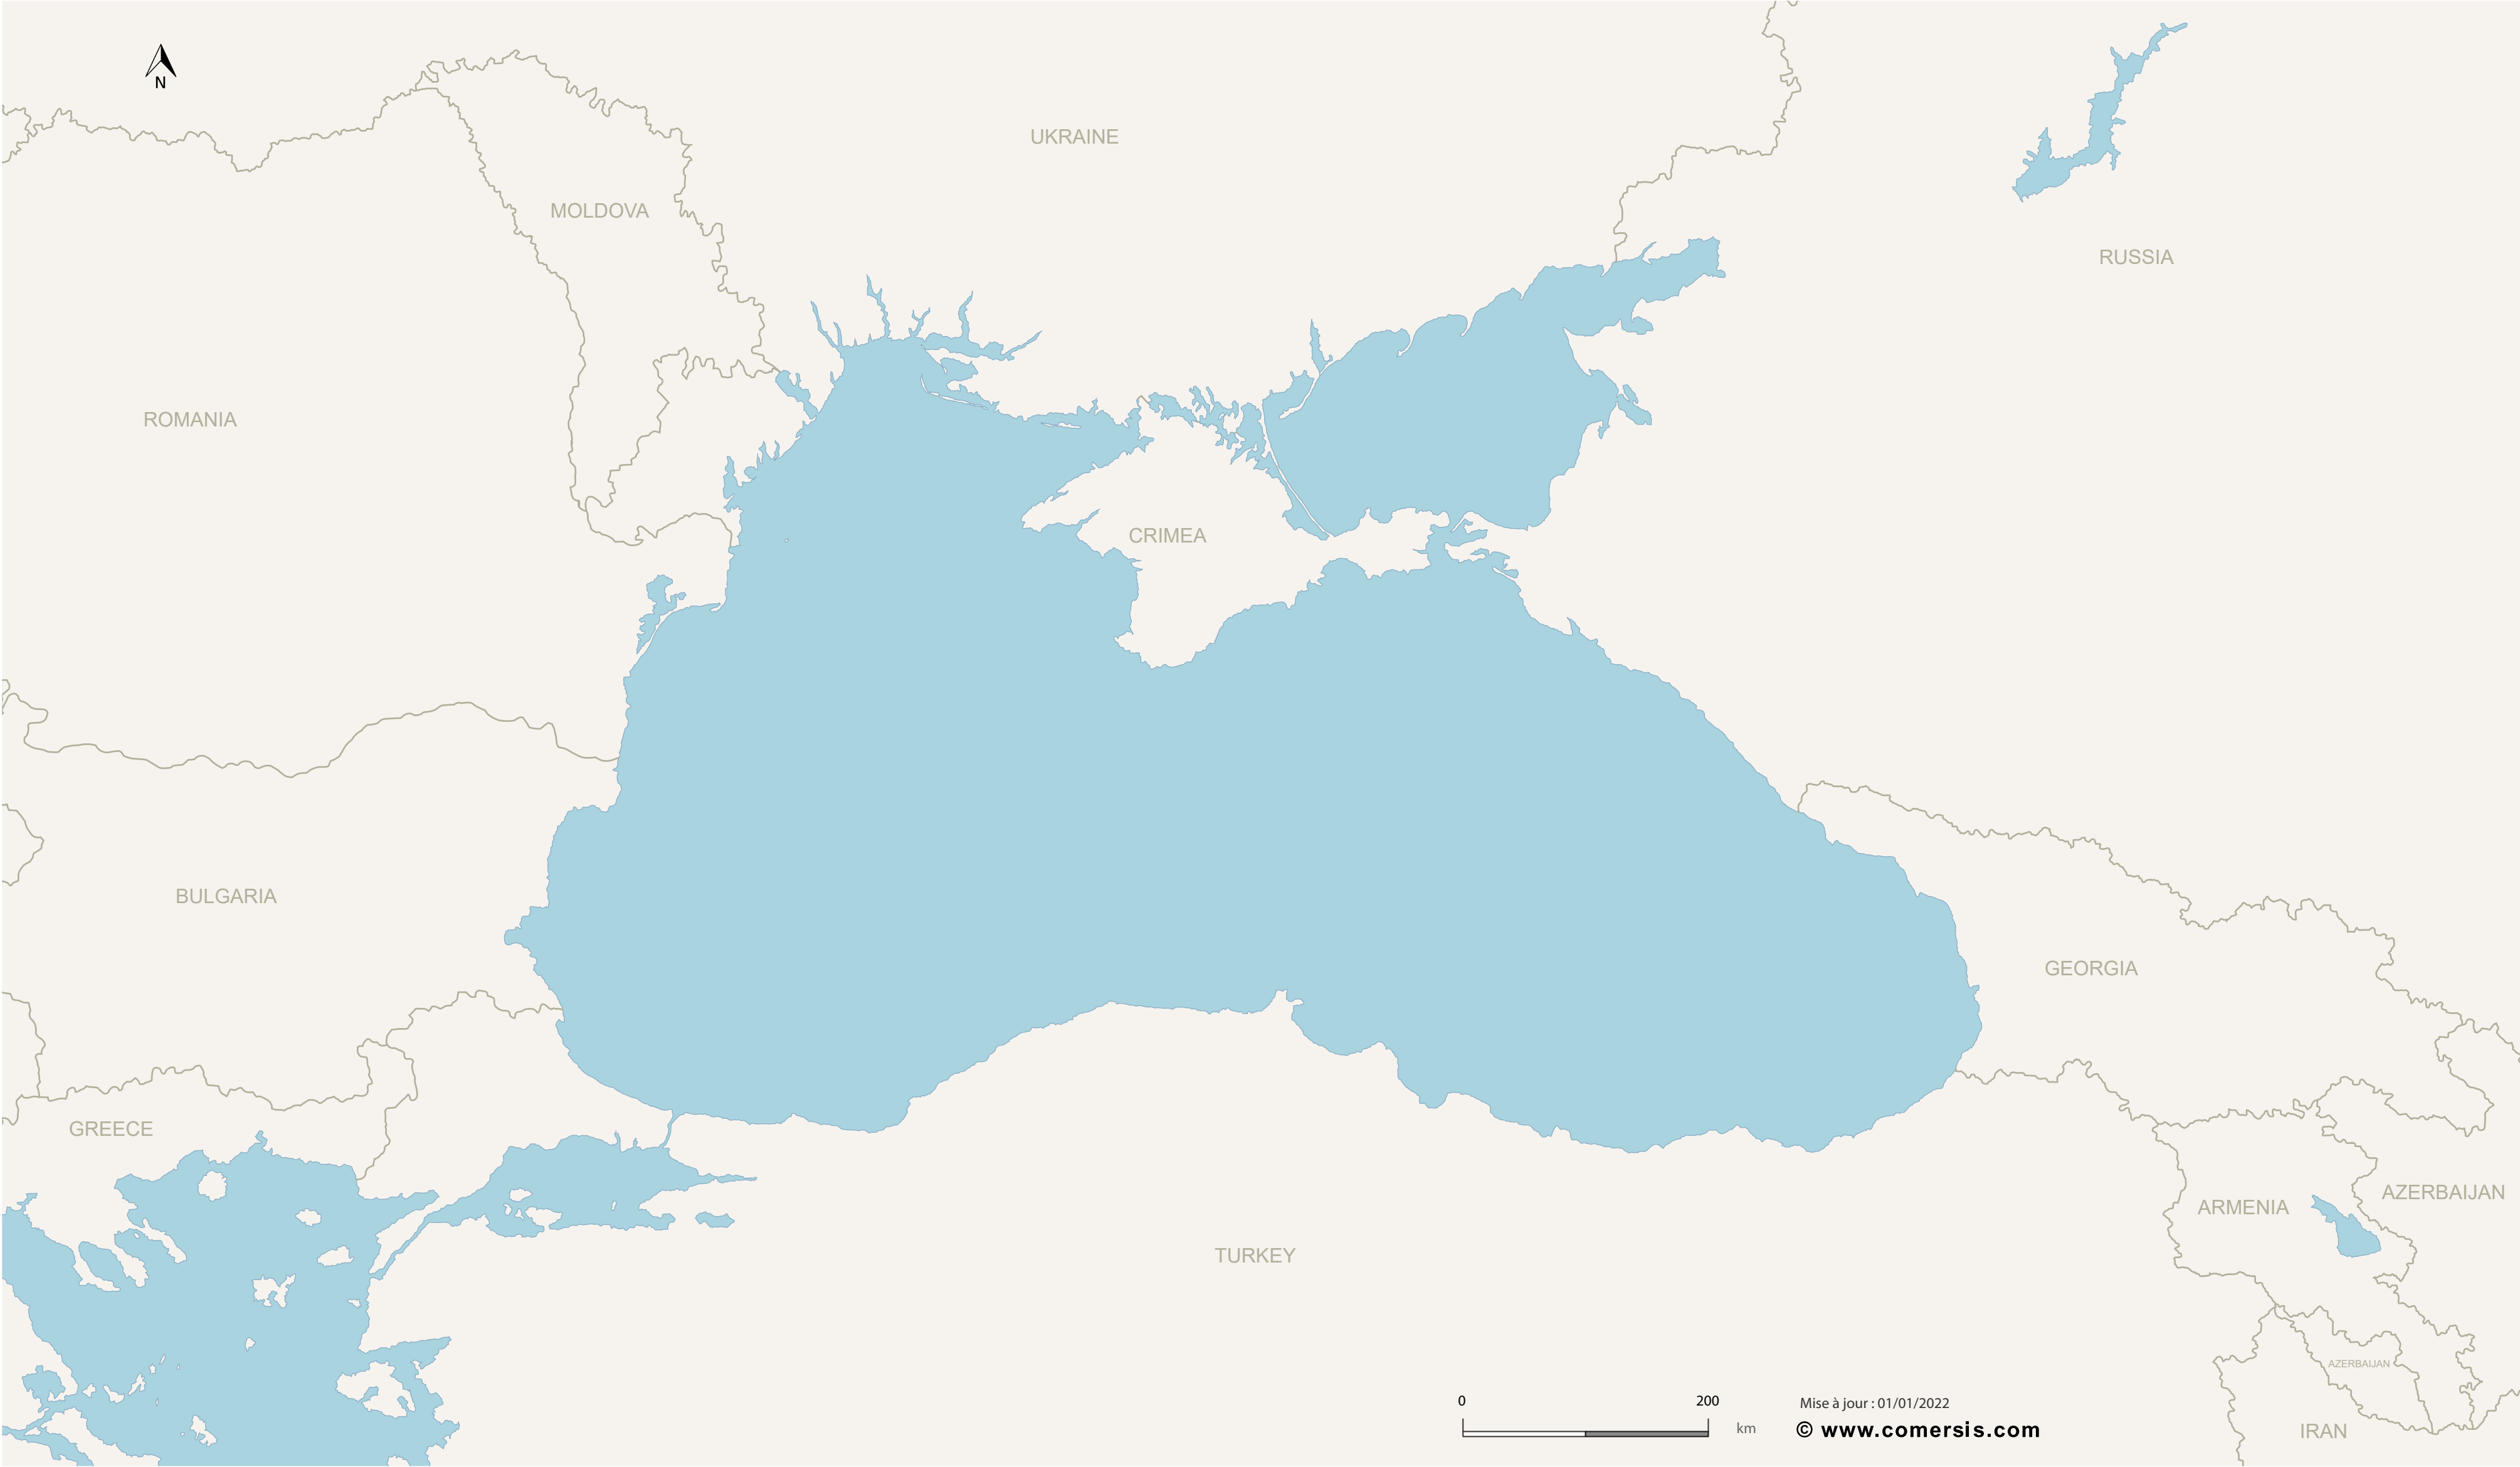 N
UKRAINE
MOLDOVA
RUSSIA
ROMANIA
CRIMEA
BULGARIA
GEORGIA
GREECE
AZERBAIJAN
ARMENIA
TURKEY
AZERBAIJAN
0 200
km
Mise à jour : 01/01/2022
© www.comersis.com
IRAN